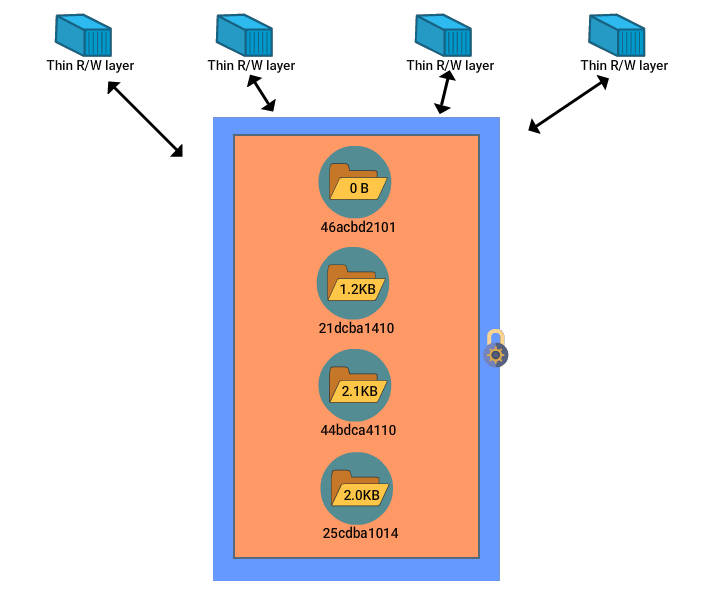 Thin R/W layer
Thin R/W layer
Thin R/W layer
Thin R/W layer
0 B
46acbd2101
1.2KB
21dcba1410
2.1KB
44bdca4110
2.0KB
25cdba1014